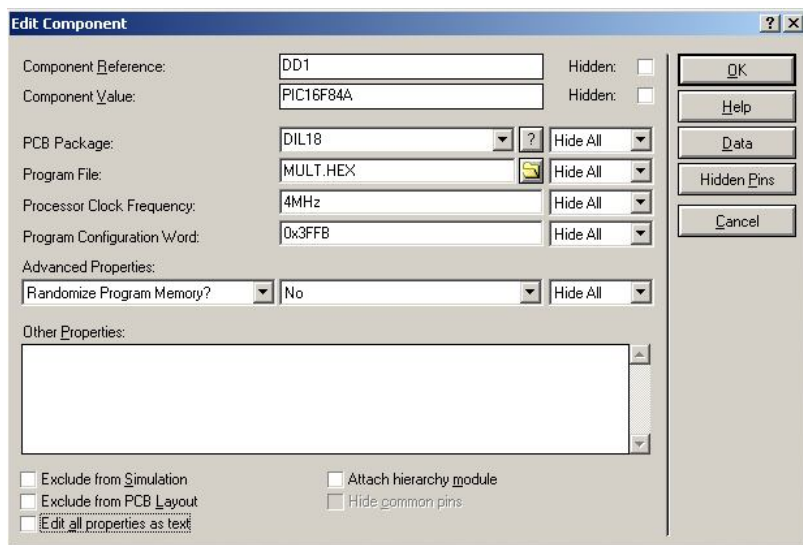 Edit Component ? X
Component Reference: DD1 Hidden: OK
Component Value: PIC16F84A Hidden: Help
PCB Package: DIL18 ? Hide All Data
Program File: MULT.HEX Hide All Hidden Pins
Processor Clock Frequency: 4MHz Hide All
Program Configuration Word: 0x3FFB Hide All Cancel
Advanced Properties:
Randomize Program Memory? No Hide All
Other Properties:
Exclude from Simulation Attach hierarchy module
Exclude from PCB Layout Hide common pins
Edit all properties as text